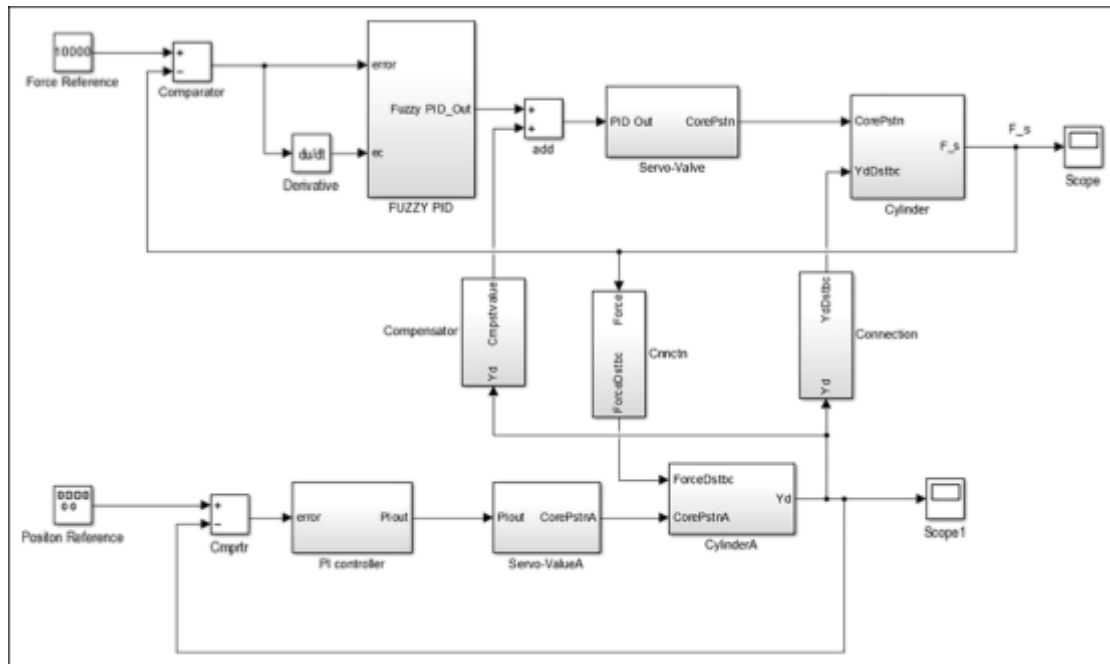 10000
Force Reference
+
−
Comparator
du/dt
Derivative
error
Fuzzy PID_Out
ec
FUZZY PID
+
+
add
PID Out
CorePstn
Servo-Valve
CorePstn
F_s
YdDstbc
Cylinder
F_s
Scope
Compensator
Cmpstvalue
Yd
Force
ForceDstbc
Cnnctn
YdDstbc
Yd
Connection
Positon Reference
+
−
Cmprtr
error
PIout
PI controller
PIout
CorePstnA
Servo-ValueA
ForceDstbc
Yd
CorePstnA
CylinderA
Scope1